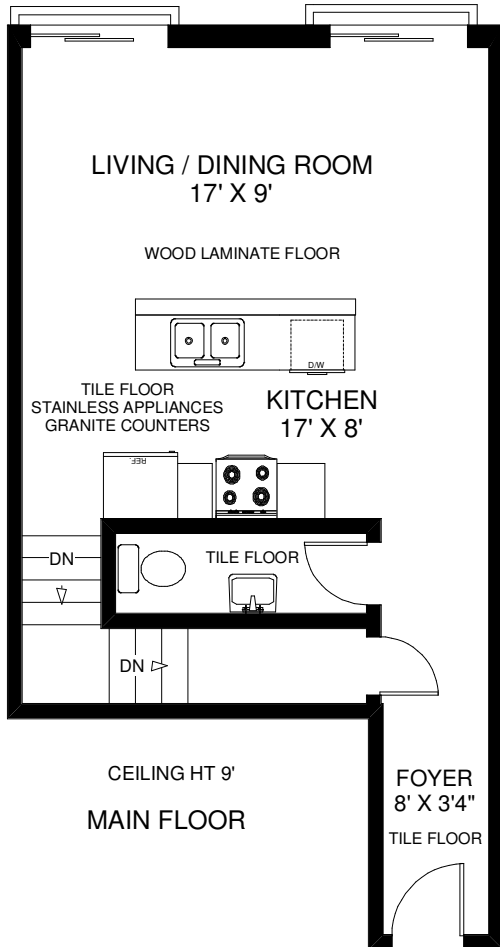 LIVING / DINING ROOM
17' X 9'
WOOD LAMINATE FLOOR
D/W
TILE FLOOR
STAINLESS APPLIANCES
GRANITE COUNTERS
KITCHEN
17' X 8'
REF.
TILE FLOOR
DN
DN
CEILING HT 9'
MAIN FLOOR
FOYER
8' X 3'4"
TILE FLOOR